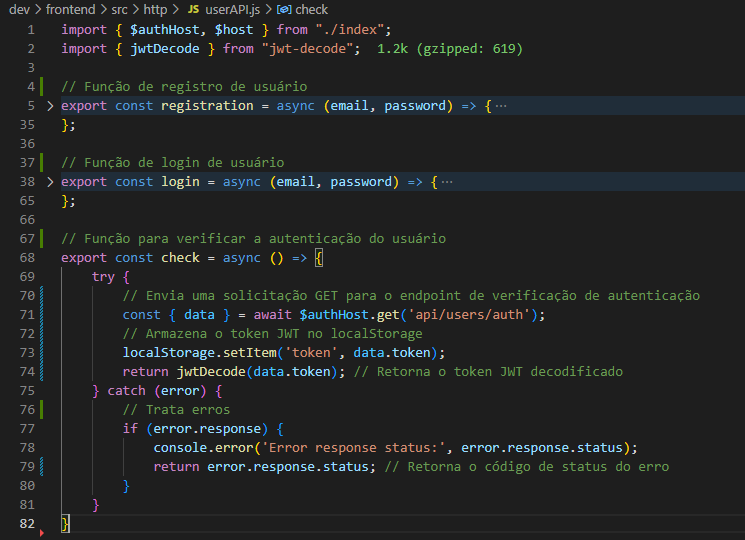 dev > frontend > src > http > JS userAPI.js > check
1 import { $authHost, $host } from "./index";
2 import { jwtDecode } from "jwt-decode"; 1.2k (gzipped: 619)
3
4 // Função de registro de usuário
5 > export const registration = async (email, password) => { ⋯
35 };
36
37 // Função de login de usuário
38 > export const login = async (email, password) => { ⋯
65 };
66
67 // Função para verificar a autenticação do usuário
68 export const check = async () => {
69 try {
70 // Envia uma solicitação GET para o endpoint de verificação de autenticação
71 const { data } = await $authHost.get('api/users/auth');
72 // Armazena o token JWT no localStorage
73 localStorage.setItem('token', data.token);
74 return jwtDecode(data.token); // Retorna o token JWT decodificado
75 } catch (error) {
76 // Trata erros
77 if (error.response) {
78 console.error('Error response status:', error.response.status);
79 return error.response.status; // Retorna o código de status do erro
80 }
81 }
82 }